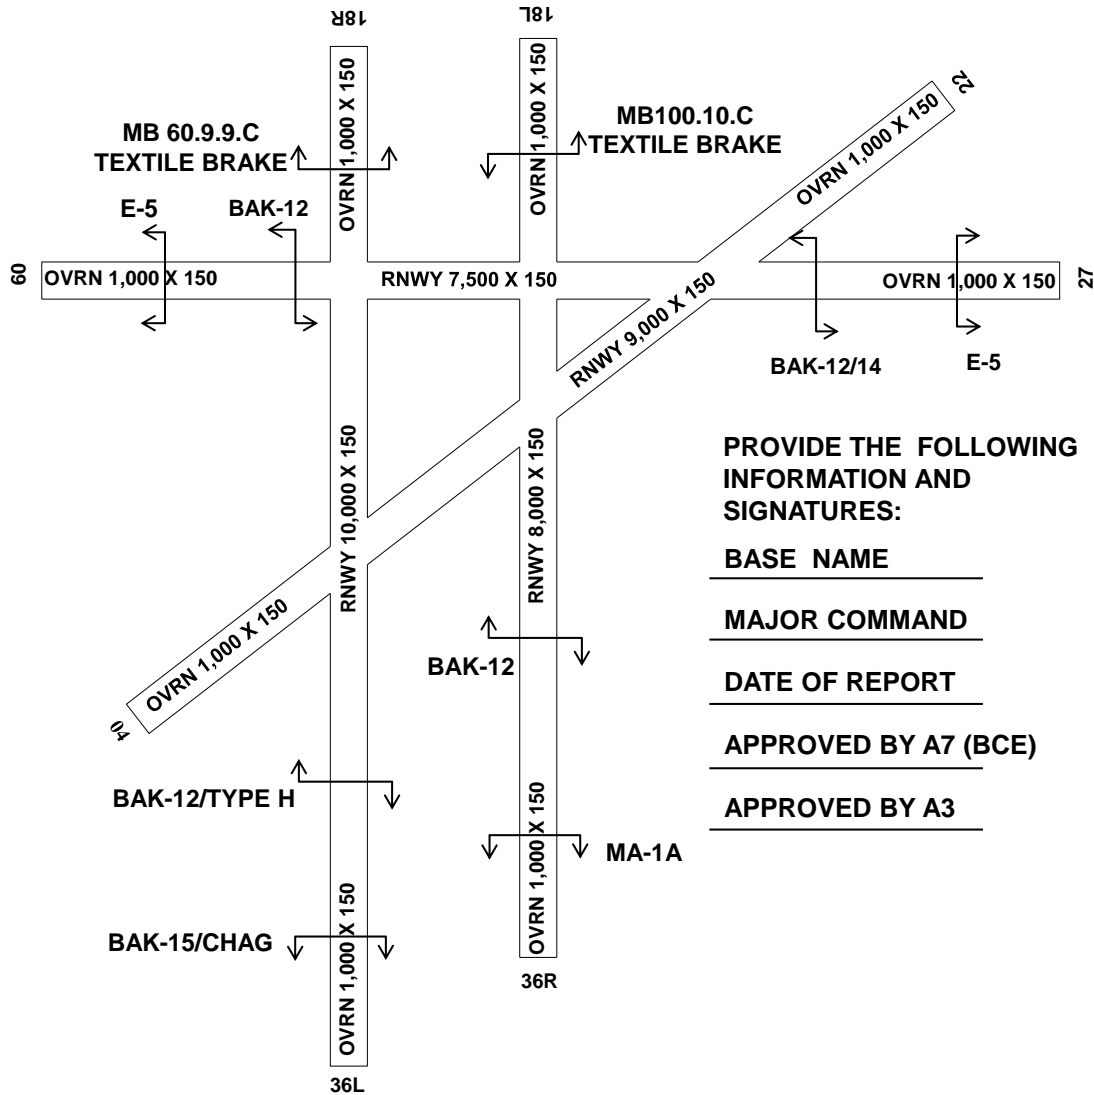 18R
18L
OVRN 1,000 X 150
OVRN 1,000 X 150
22
OVRN 1,000 X 150
MB 60.9.9.C
TEXTILE BRAKE
MB100.10.C
TEXTILE BRAKE
E-5
BAK-12
09
OVRN 1,000 X 150
RNWY 7,500 X 150
OVRN 1,000 X 150
27
RNWY 9,000 X 150
BAK-12/14
E-5
RNWY 10,000 X 150
RNWY 8,000 X 150
PROVIDE THE FOLLOWING
INFORMATION AND
SIGNATURES:
BASE NAME
MAJOR COMMAND
DATE OF REPORT
APPROVED BY A7 (BCE)
APPROVED BY A3
OVRN 1,000 X 150
04
BAK-12
BAK-12/TYPE H
OVRN 1,000 X 150
MA-1A
BAK-15/CHAG
OVRN 1,000 X 150
36R
36L